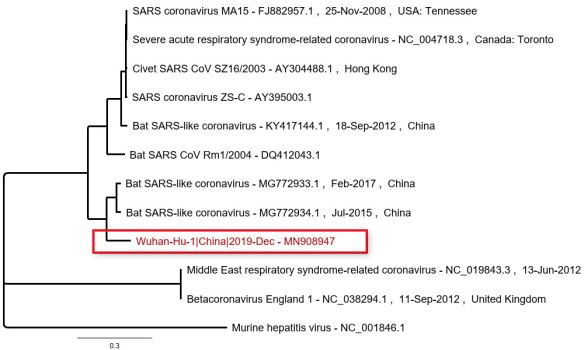 SARS coronavirus MA15 - FJ882957.1 , 25-Nov-2008 , USA: Tennessee
Severe acute respiratory syndrome-related coronavirus - NC_004718.3 , Canada: Toronto
Civet SARS CoV SZ16/2003 - AY304488.1 , Hong Kong
SARS coronavirus ZS-C - AY395003.1
Bat SARS-like coronavirus - KY417144.1 , 18-Sep-2012 , China
Bat SARS CoV Rm1/2004 - DQ412043.1
Bat SARS-like coronavirus - MG772933.1 , Feb-2017 , China
Bat SARS-like coronavirus - MG772934.1 , Jul-2015 , China
Wuhan-Hu-1|China|2019-Dec - MN908947
Middle East respiratory syndrome-related coronavirus - NC_019843.3 , 13-Jun-2012
Betacoronavirus England 1 - NC_038294.1 , 11-Sep-2012 , United Kingdom
Murine hepatitis virus - NC_001846.1
0.3